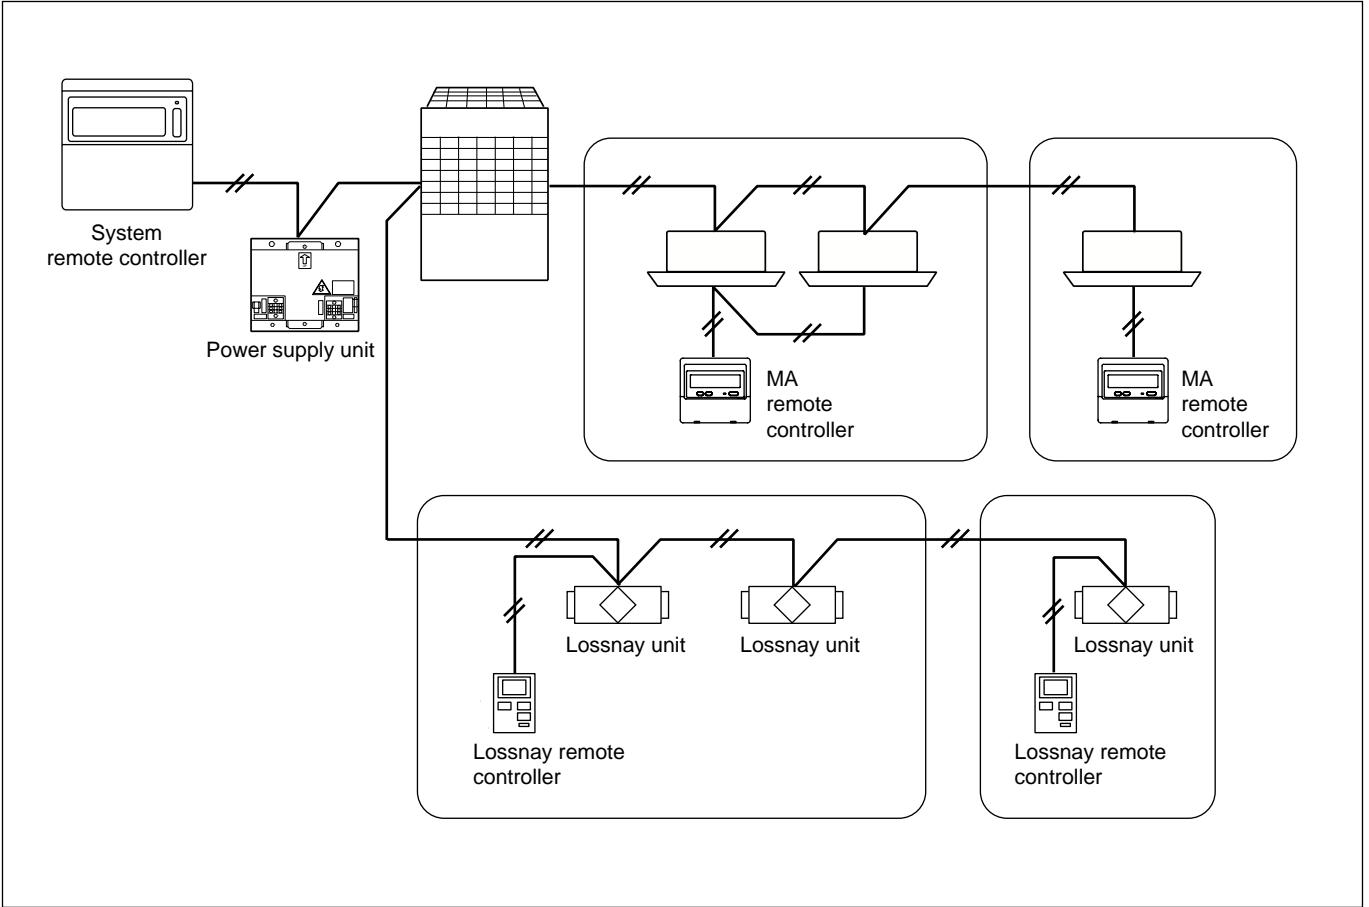 System
remote controller
Power supply unit
MA
remote
controller
MA
remote
controller
Lossnay unit
Lossnay unit
Lossnay unit
Lossnay remote
controller
Lossnay remote
controller